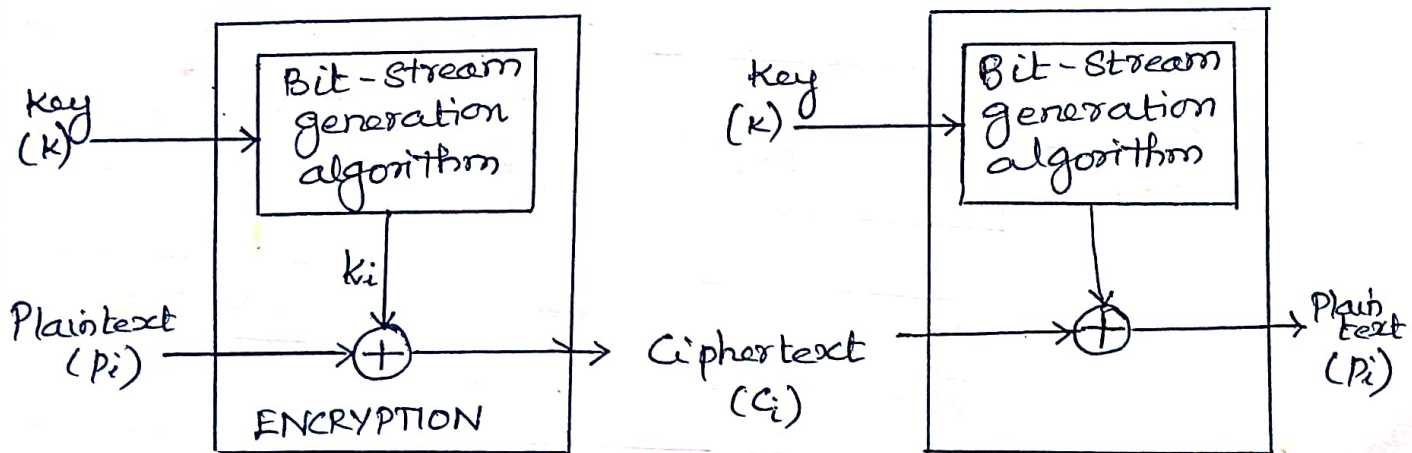 Key
(K)
Bit-Stream
generation
algorithm
Ki
Plaintext
(Pi)
ENCRYPTION
Ciphertext
(Ci)
Key
(K)
Bit-Stream
generation
algorithm
Plain
text
(Pi)